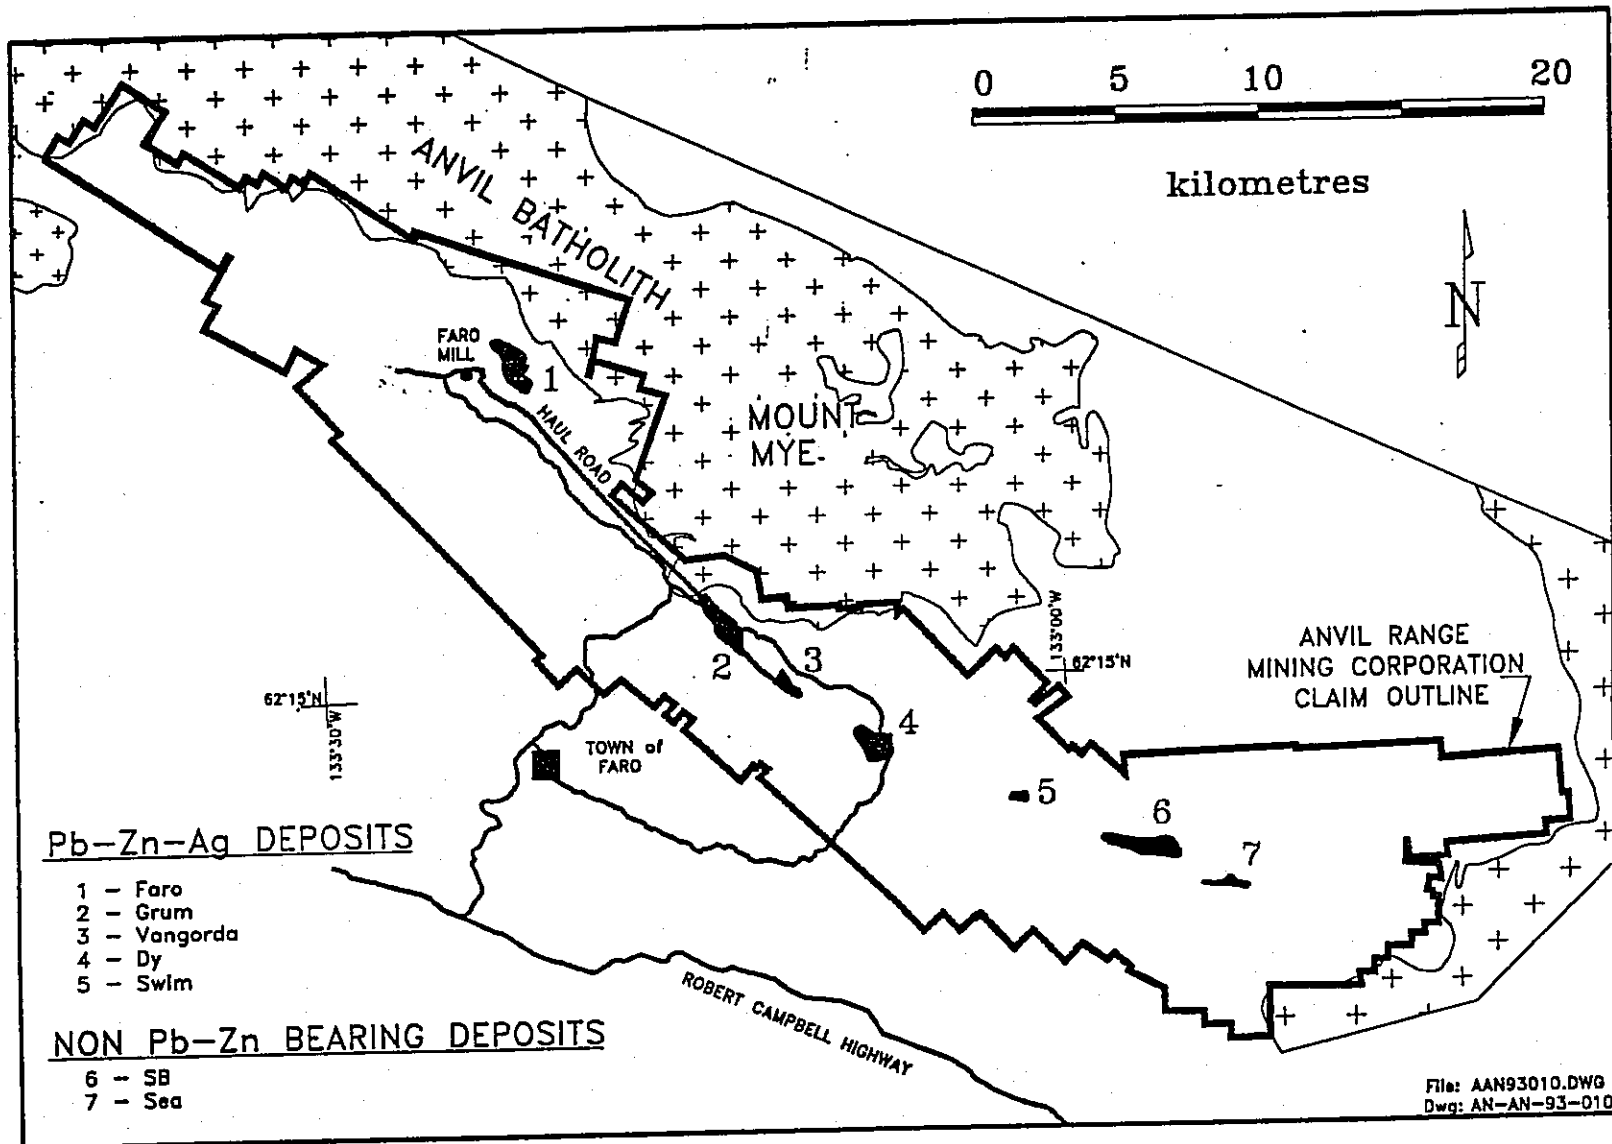 0 5 10 20
kilometres
N
ANVIL BATHOLITH
FARO
MILL
1
HAUL ROAD
MOUNT
MYE
2
3
133°00'W
62°15'N
ANVIL RANGE
MINING CORPORATION
CLAIM OUTLINE
62°15'N
133°30'W
4
TOWN of
FARO
5
6
7
Pb-Zn-Ag DEPOSITS
1 - Faro
2 - Grum
3 - Vangorda
4 - Dy
5 - Swim
NON Pb-Zn BEARING DEPOSITS
6 - SB
7 - Sea
ROBERT CAMPBELL HIGHWAY
File: AAN93010.DWG
Dwg: AN-AN-93-010